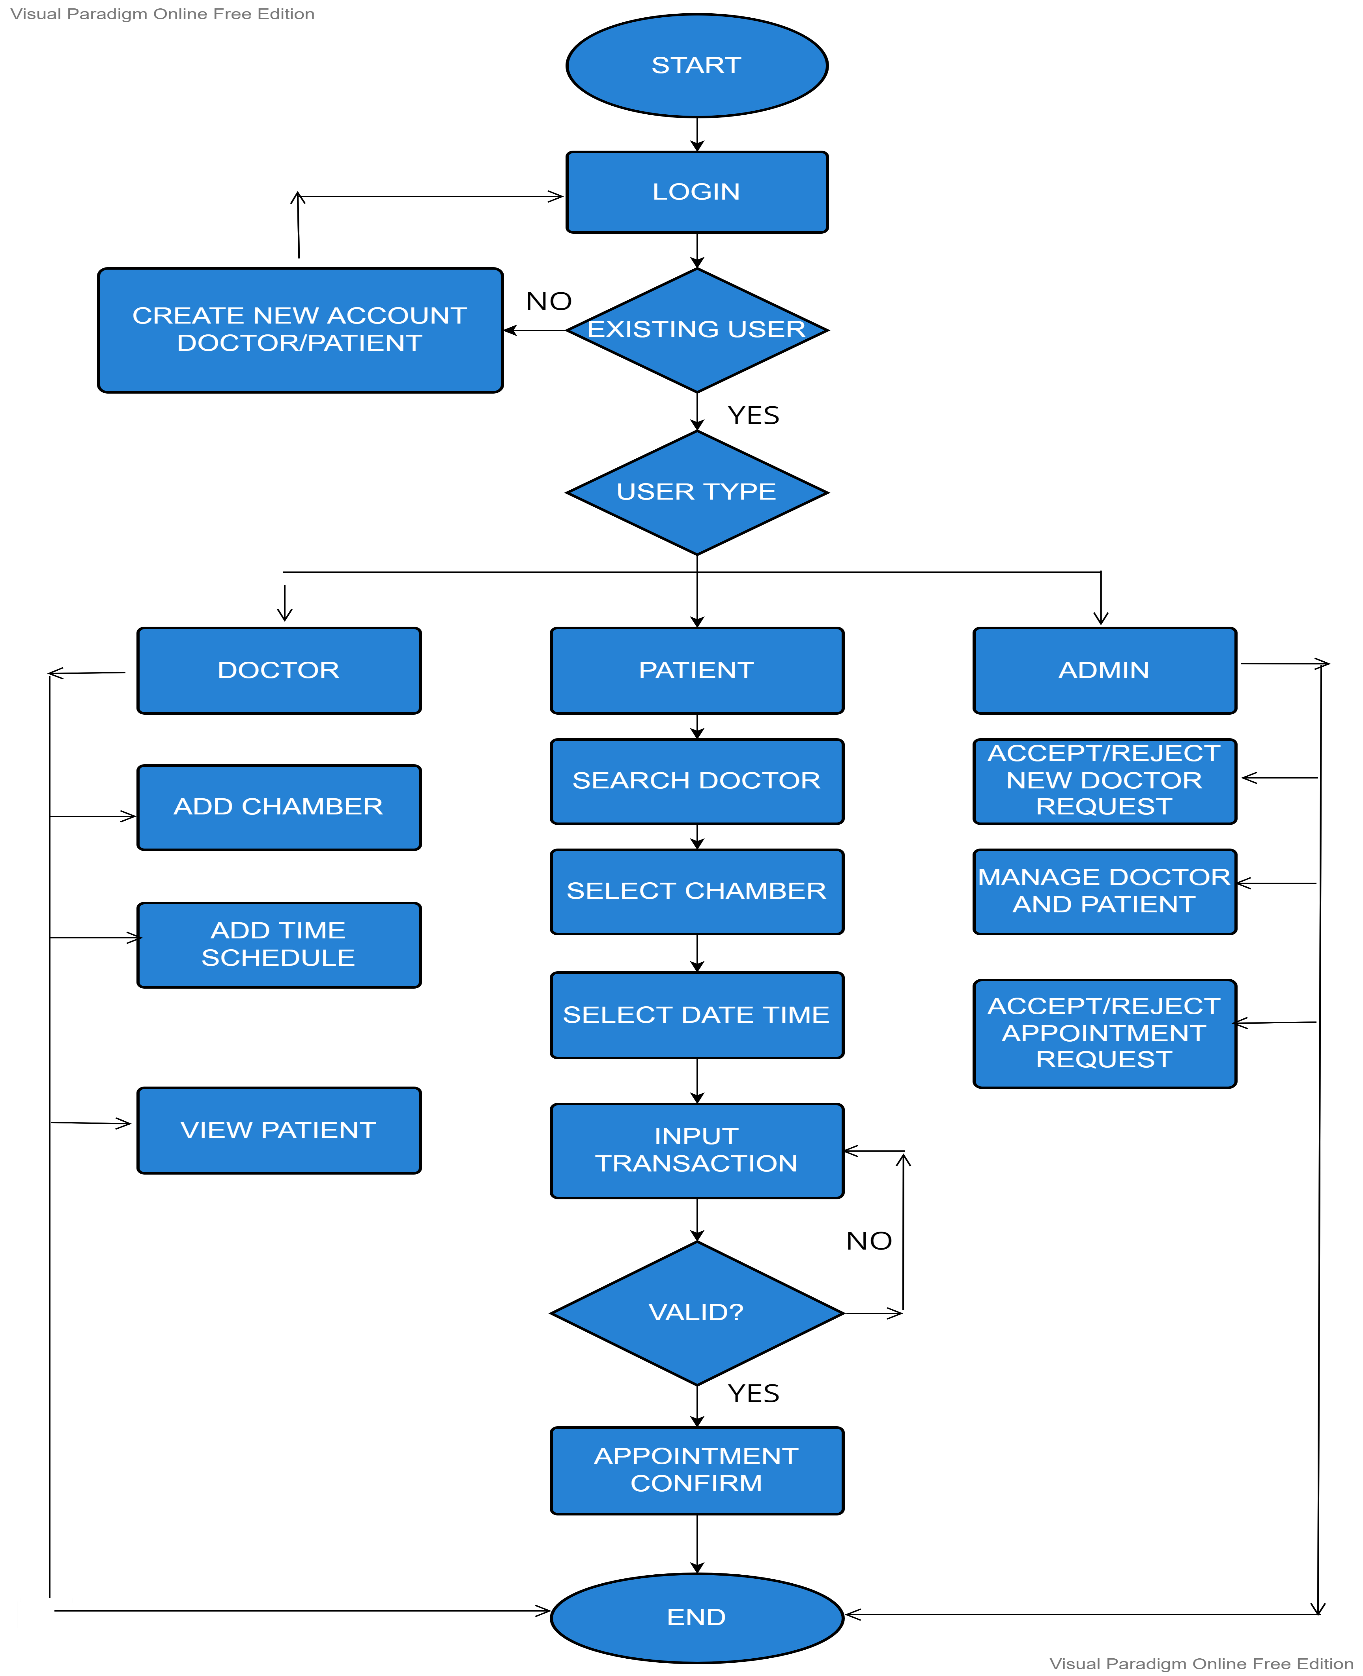 Visual Paradigm Online Free Edition
START
LOGIN
CREATE NEW ACCOUNT
DOCTOR/PATIENT
NO
EXISTING USER
YES
USER TYPE
DOCTOR
PATIENT
ADMIN
ADD CHAMBER
SEARCH DOCTOR
ACCEPT/REJECT
NEW DOCTOR
REQUEST
SELECT CHAMBER
MANAGE DOCTOR
AND PATIENT
ADD TIME
SCHEDULE
SELECT DATE TIME
ACCEPT/REJECT
APPOINTMENT
REQUEST
VIEW PATIENT
INPUT
TRANSACTION
NO
VALID?
YES
APPOINTMENT
CONFIRM
END
Visual Paradigm Online Free Edition